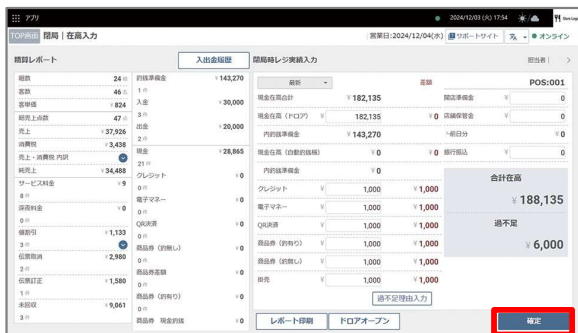 アプリ
2024/12/03 (火) 17:54
TOP画面 閉局 | 在高入力
営業日:2024/12/04(水) サポートサイト オンライン
精算レポート 入出金履歴
組数 24
客数 46
客単価 ¥824
総売上点数 47
売上 ¥37,926
消費税 ¥3,438
売上・消費税 内訳
純売上 ¥34,488
サービス料金 ¥9
8 件
深夜料金 ¥0
0 件
値割引 ¥1,133
3 件
伝票取消 ¥2,980
2 件
伝票訂正 ¥1,580
1 件
未回収 ¥9,061
3 件
釣銭準備金 ¥143,270
1 件
入金 ¥30,000
3 件
出金 ¥20,000
2 件
現金 ¥28,865
21 件
クレジット ¥0
0 件
電子マネー ¥0
0 件
QR決済 ¥0
0 件
商品券(釣無し) ¥0
0 件
商品券差額 ¥0
0 件
商品券(釣有り) ¥0
0 件
商品券 現金釣銭 ¥0
閉局時レジ実績入力 担当者
最新 差額 POS:001
現金在高合計 ¥182,135
現金在高(ドロア) ¥ 182,135 ¥0
内釣銭準備金 ¥143,270
現金在高(自動釣銭機) ¥0 ¥0
内釣銭準備金 ¥0
クレジット ¥ 1,000 ¥1,000
電子マネー ¥ 1,000 ¥1,000
QR決済 ¥ 1,000 ¥1,000
商品券(釣有り) ¥ 1,000 ¥1,000
商品券(釣無し) ¥ 1,000 ¥1,000
掛売 ¥ 1,000 ¥1,000
過不足理由入力
開店準備金 ¥ 0
店舗保管金 ¥ 0
└前日分 ¥0
銀行振込 ¥ 0
合計在高
¥188,135
過不足
¥6,000
レポート印刷 ドロアオープン 確定